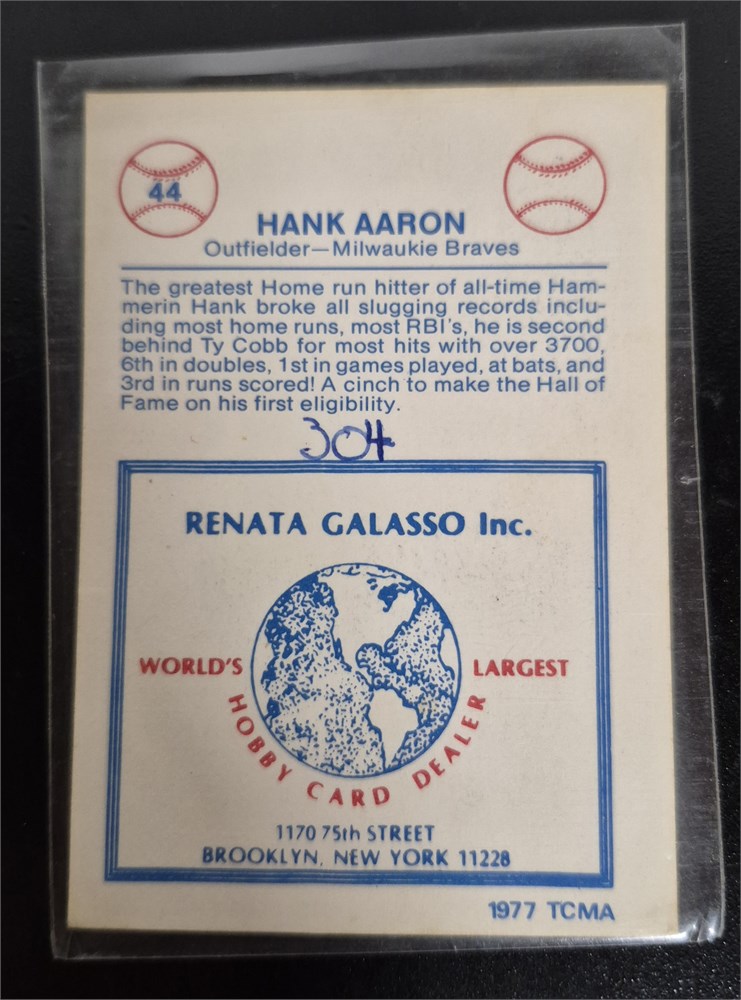 44
HANK AARON
Outfielder—Milwaukie Braves
The greatest Home run hitter of all-time Ham-
merin Hank broke all slugging records inclu-
ding most home runs, most RBI's, he is second
behind Ty Cobb for most hits with over 3700,
6th in doubles, 1st in games played, at bats, and
3rd in runs scored! A cinch to make the Hall of
Fame on his first eligibility.
304
RENATA GALASSO Inc.
WORLD'S LARGEST
HOBBY CARD DEALER
1170 75th STREET
BROOKLYN, NEW YORK 11228
1977 TCMA